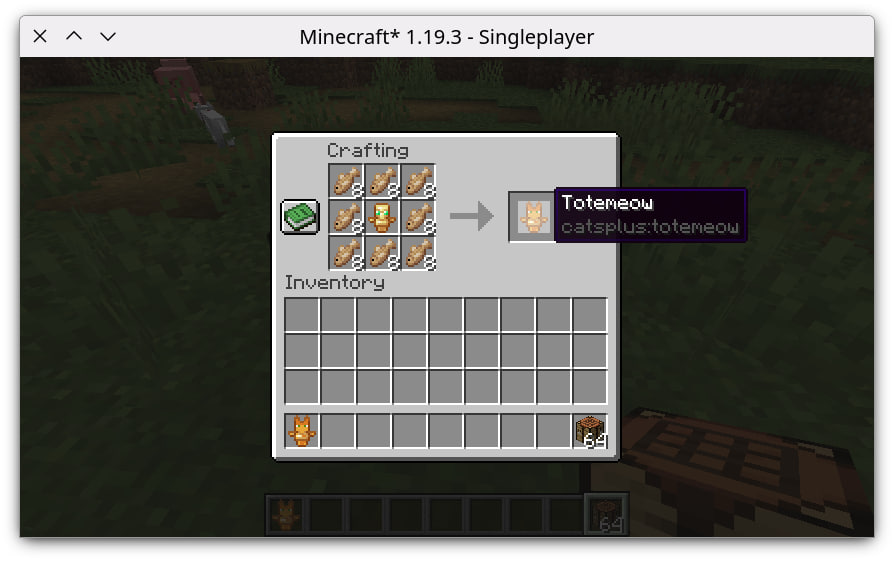 Minecraft* 1.19.3 - Singleplayer
Crafting
8 8 8
8 8
8 8 8
Totemeow
catsplus:totemeow
Inventory
64
64